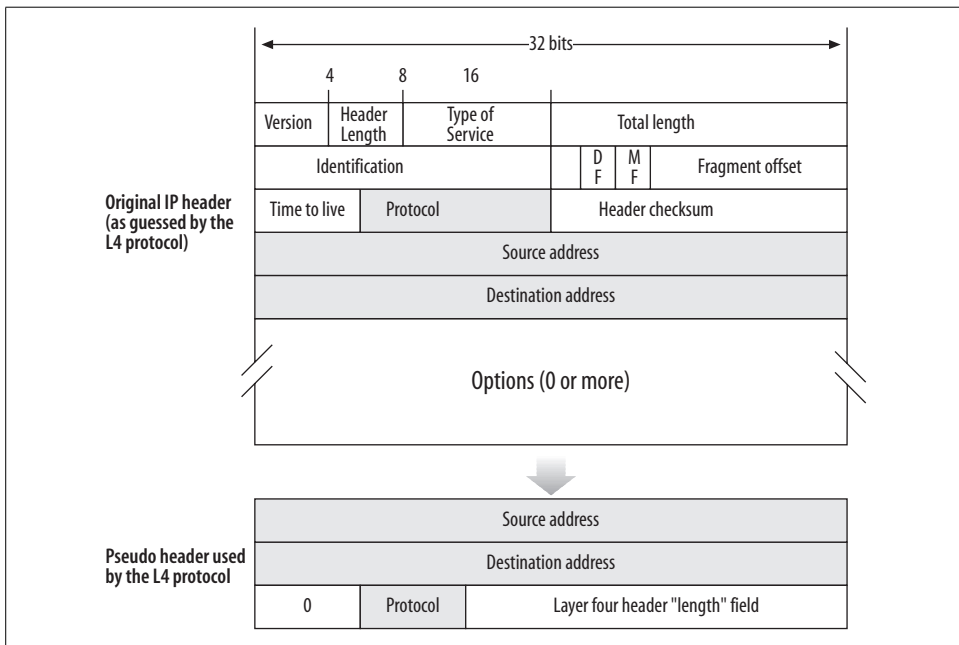 32 bits
4 8 16
Version
Header
Length
Type of
Service
Total length
Identification
D
F
M
F
Fragment offset
Original IP header
(as guessed by the
L4 protocol)
Time to live
Protocol
Header checksum
Source address
Destination address
Options (0 or more)
Source address
Pseudo header used
by the L4 protocol
Destination address
0
Protocol
Layer four header "length" field